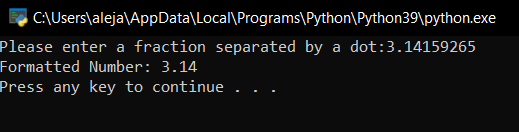 C:\Users\aleja\AppData\Local\Programs\Python\Python39\python.exe
Please enter a fraction separated by a dot:3.14159265
Formatted Number: 3.14
Press any key to continue . . .